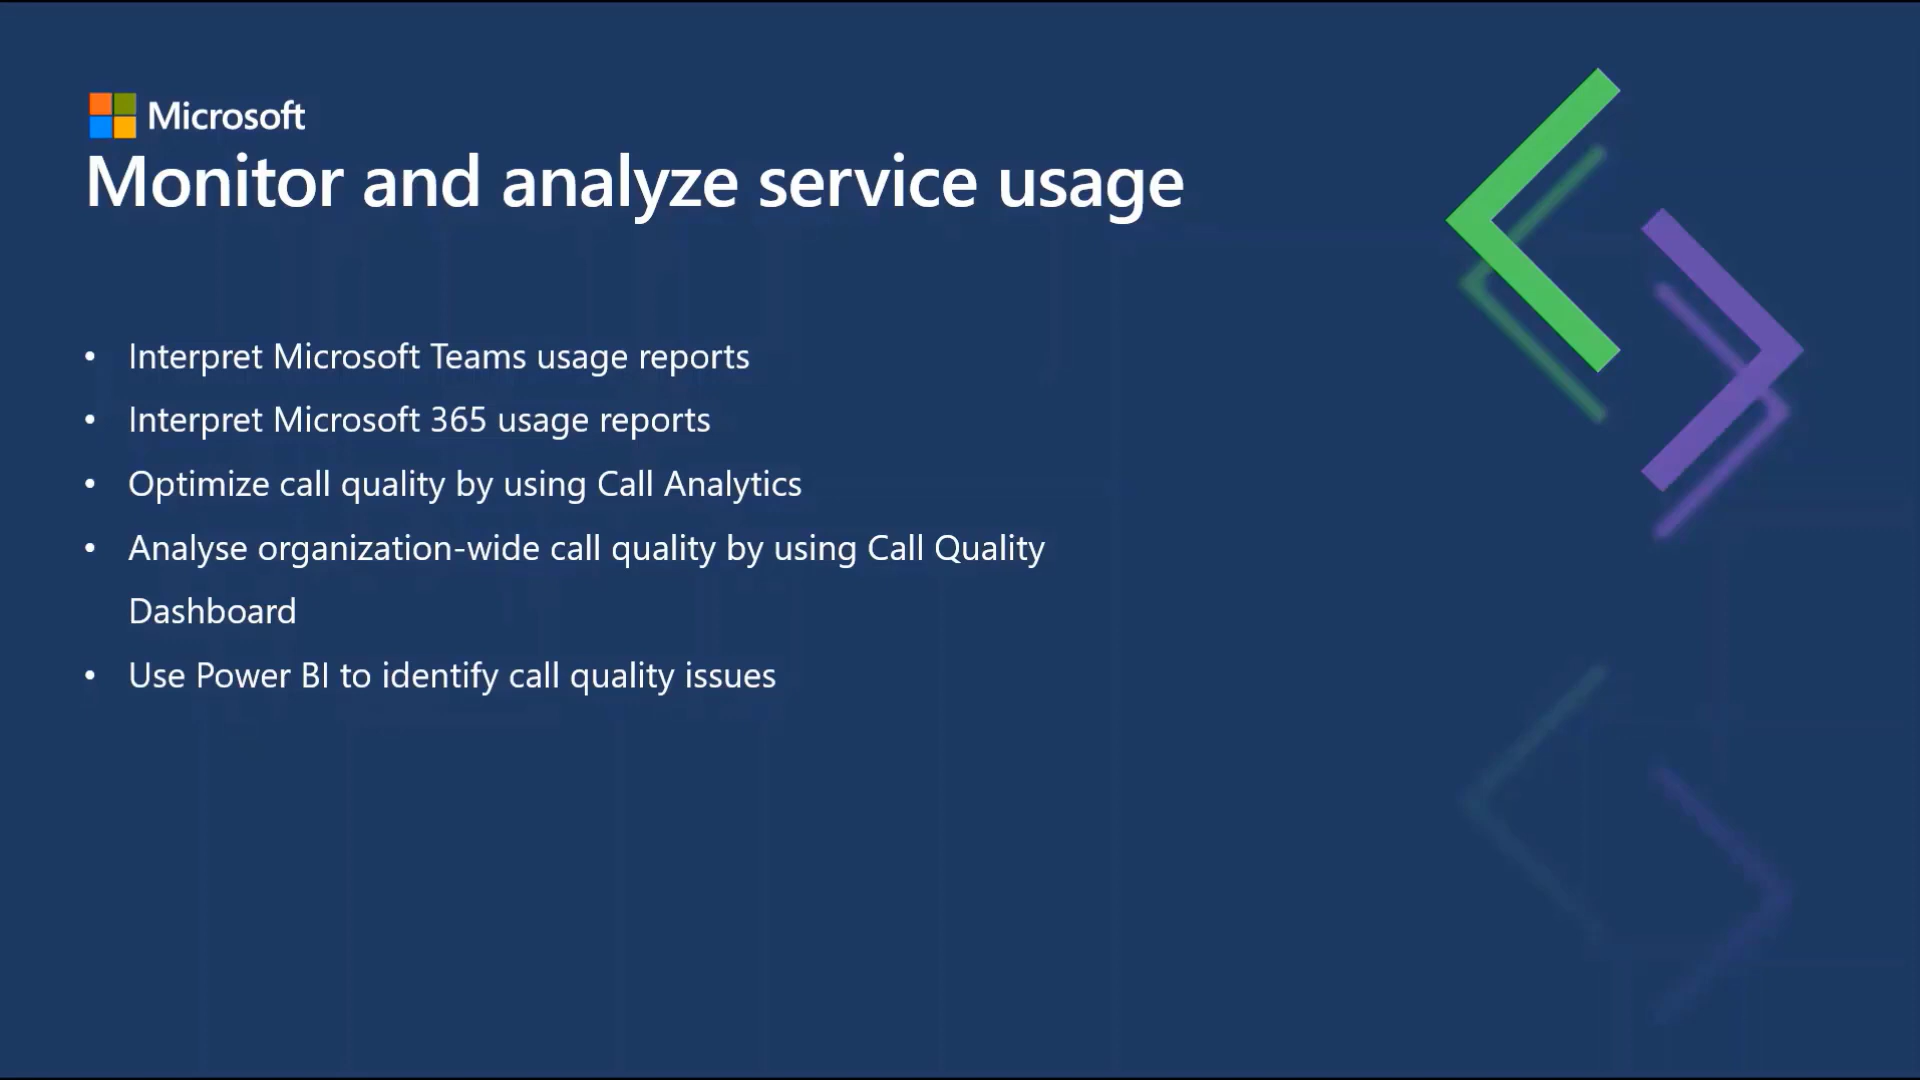 Microsoft
Monitor and analyze service usage
• Interpret Microsoft Teams usage reports
• Interpret Microsoft 365 usage reports
• Optimize call quality by using Call Analytics
• Analyse organization-wide call quality by using Call Quality
Dashboard
• Use Power BI to identify call quality issues